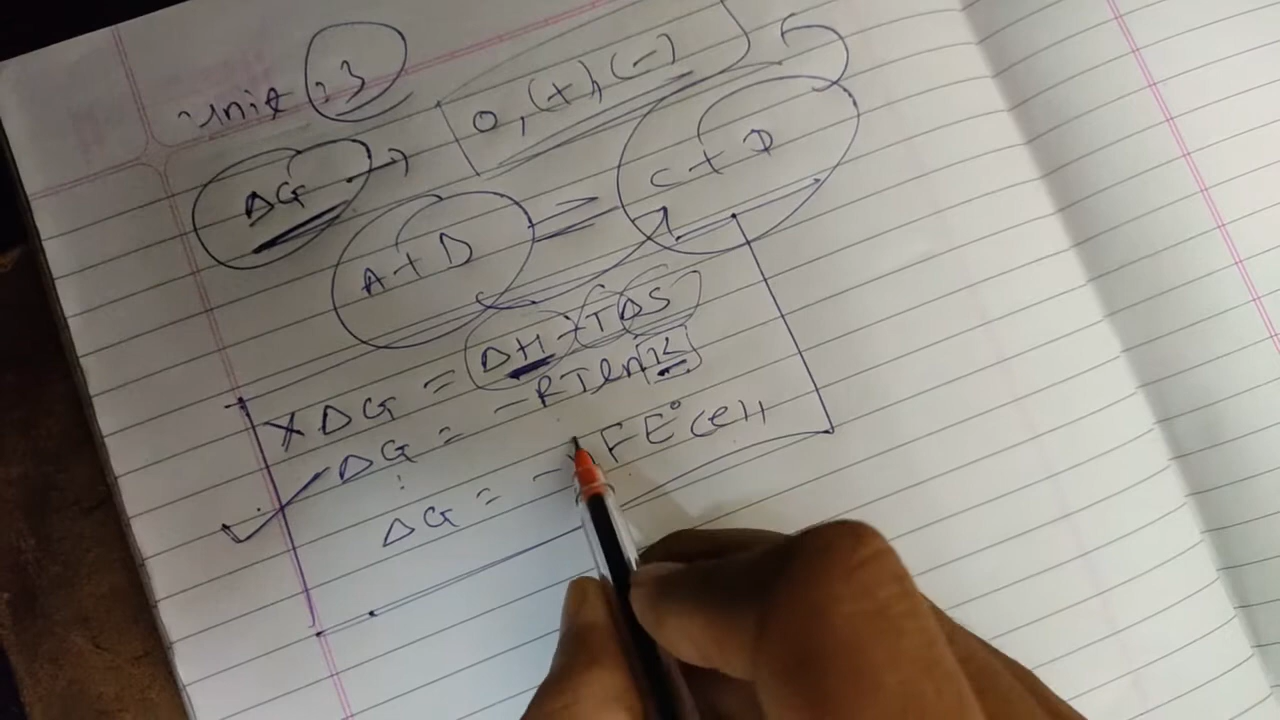 Unit : 3
ΔG → 0, (+), (-)
A + D = C + D
ΔG = ΔH - TΔS
ΔG = -RTlnK
ΔG = -nFE°cell